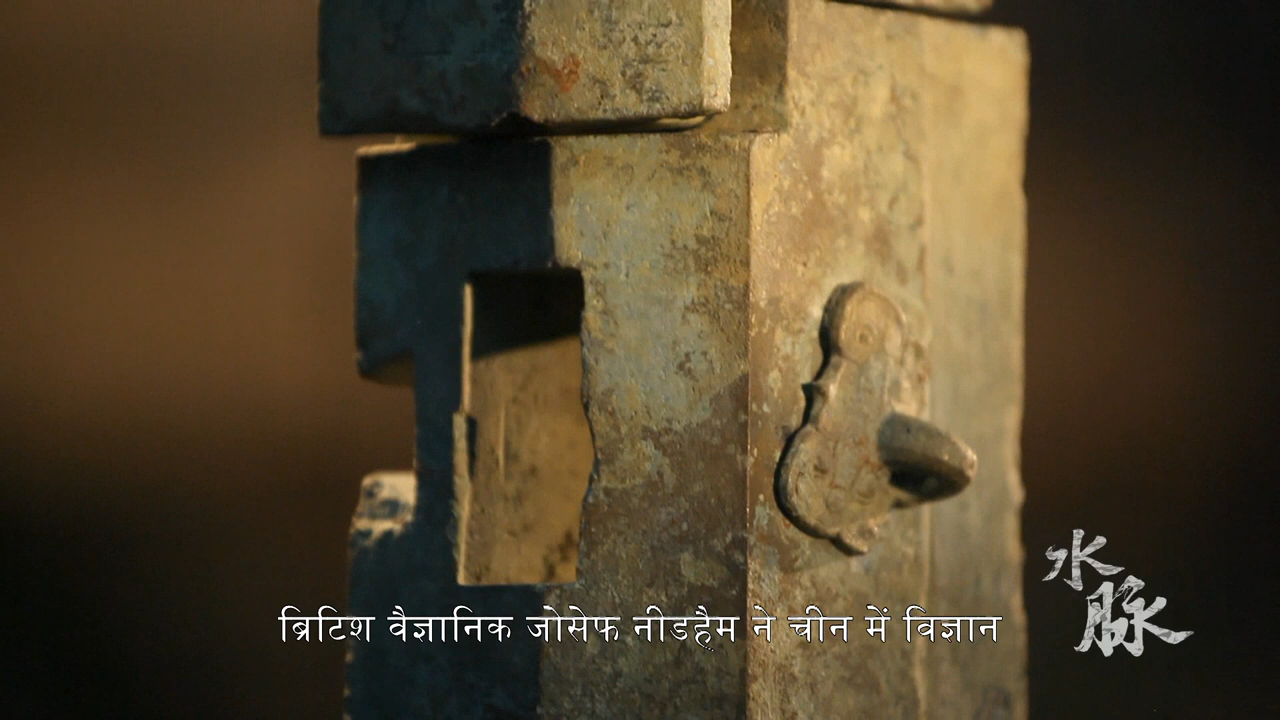 ब्रिटिश वैज्ञानिक जोसेफ नीडहैम ने चीन में विज्ञान
水脉